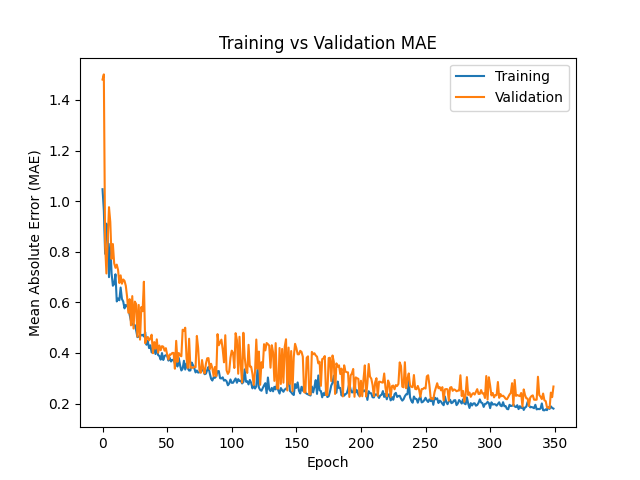 Training vs Validation MAE
Training
Validation
1.4
1.2
1.0
0.8
0.6
0.4
0.2
Mean Absolute Error (MAE)
0 50 100 150 200 250 300 350
Epoch